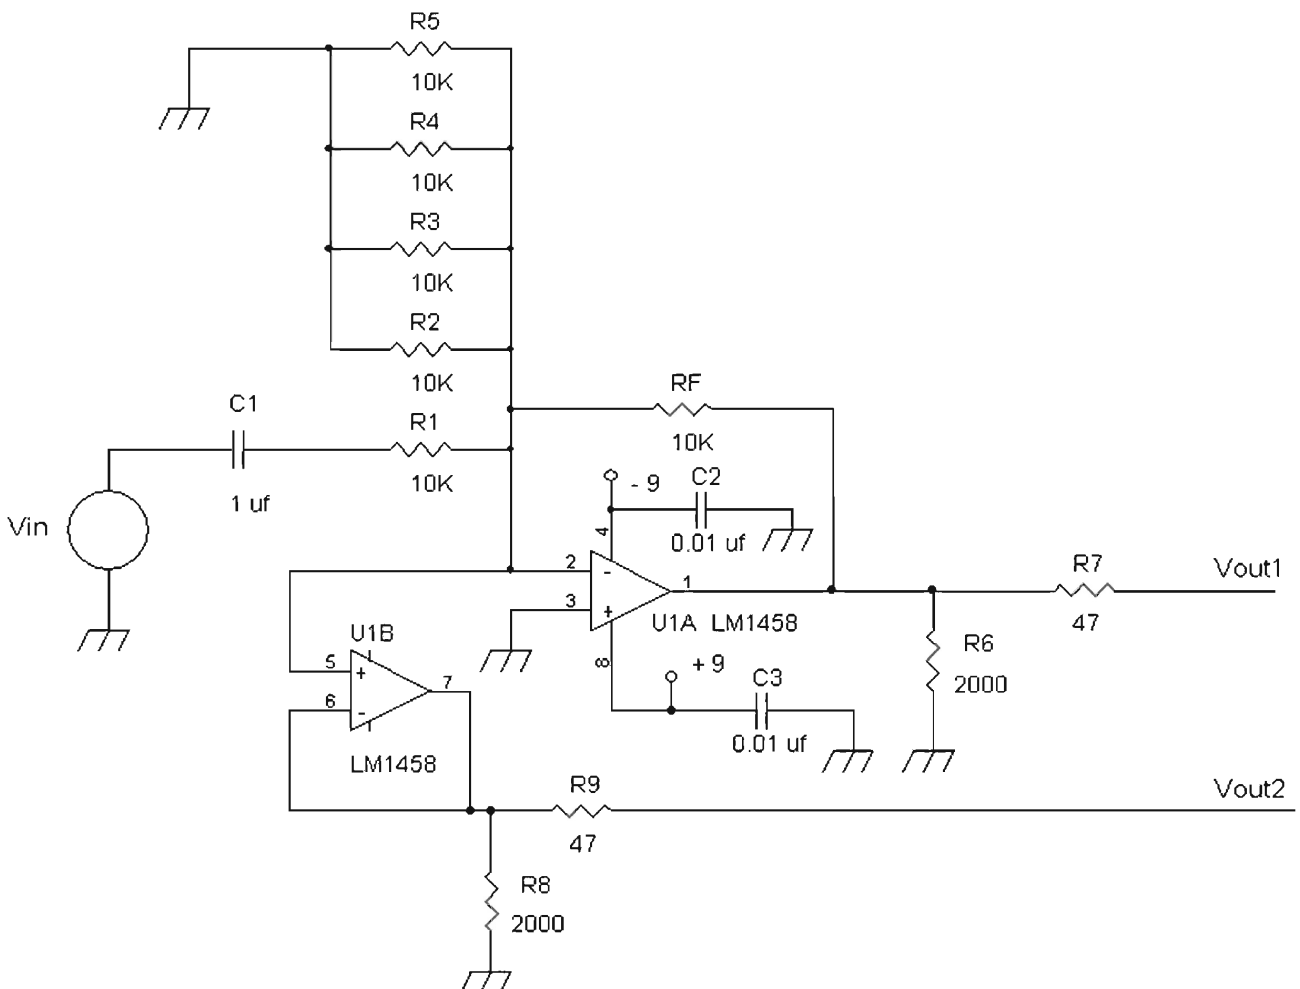 R5
10K
R4
10K
R3
10K
R2
10K
RF
10K
C1
1 uf
R1
10K
Vin
- 9
C2
0.01 uf
4
2
-
3
+
1
U1A LM1458
8
+ 9
C3
0.01 uf
R7
47
Vout1
R6
2000
U1B
5
+
6
-
7
LM1458
R9
47
Vout2
R8
2000